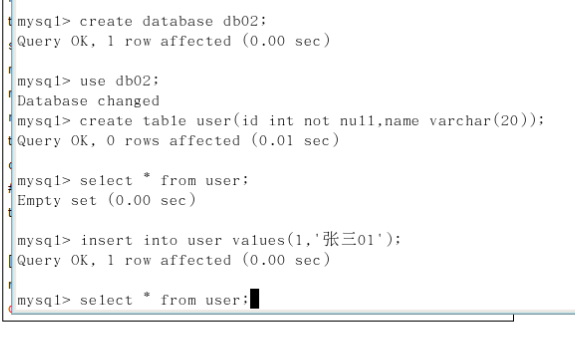 mysql> create database db02;
Query OK, 1 row affected (0.00 sec)
mysql> use db02;
Database changed
mysql> create table user(id int not null,name varchar(20));
Query OK, 0 rows affected (0.01 sec)
mysql> select * from user;
Empty set (0.00 sec)
mysql> insert into user values(1,'张三01');
Query OK, 1 row affected (0.00 sec)
mysql> select * from user;